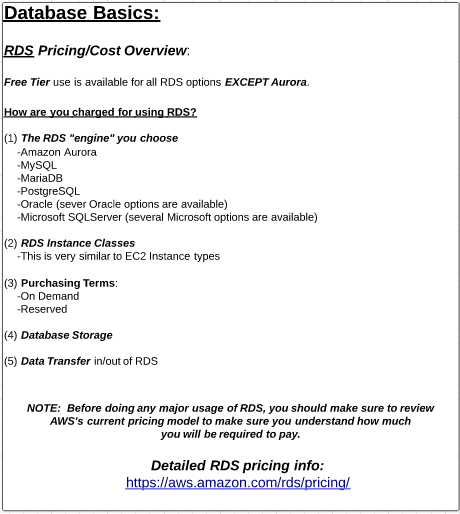 Database Basics:
RDS Pricing/Cost Overview:
Free Tier use is available for all RDS options EXCEPT Aurora.
How are you charged for using RDS?
(1) The RDS "engine" you choose
-Amazon Aurora
-MySQL
-MariaDB
-PostgreSQL
-Oracle (sever Oracle options are available)
-Microsoft SQLServer (several Microsoft options are available)
(2) RDS Instance Classes
-This is very similar to EC2 Instance types
(3) Purchasing Terms:
-On Demand
-Reserved
(4) Database Storage
(5) Data Transfer in/out of RDS
NOTE: Before doing any major usage of RDS, you should make sure to review
AWS's current pricing model to make sure you understand how much
you will be required to pay.
Detailed RDS pricing info:
https://aws.amazon.com/rds/pricing/